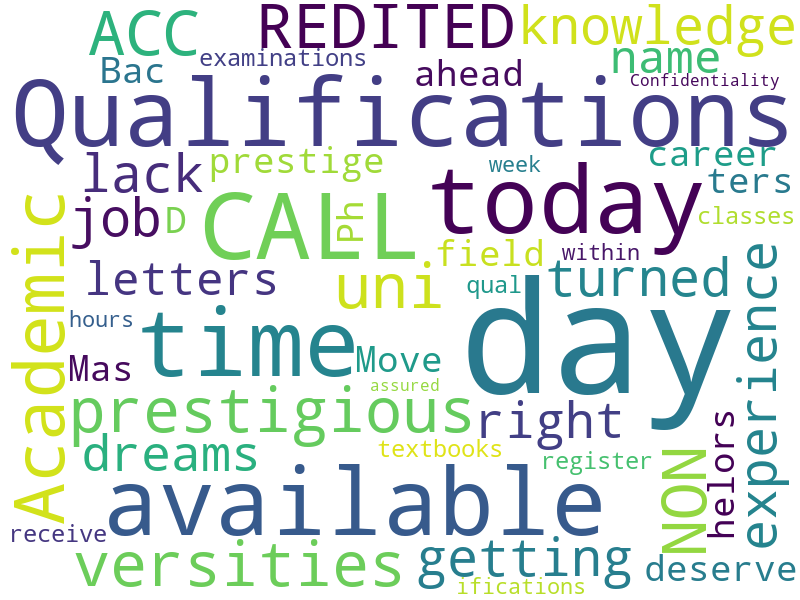 ACC REDITED knowledge
Bac examinations ahead name
Confidentiality
Qualifications
lack prestige week career
ters
job D CALL Ph today classes
field within
letters uni qual turned
hours time day
Academic
experience
Mas Move
assured
prestigious right
dreams textbooks register
helors
NON
available
receive
versities getting deserve
ifications